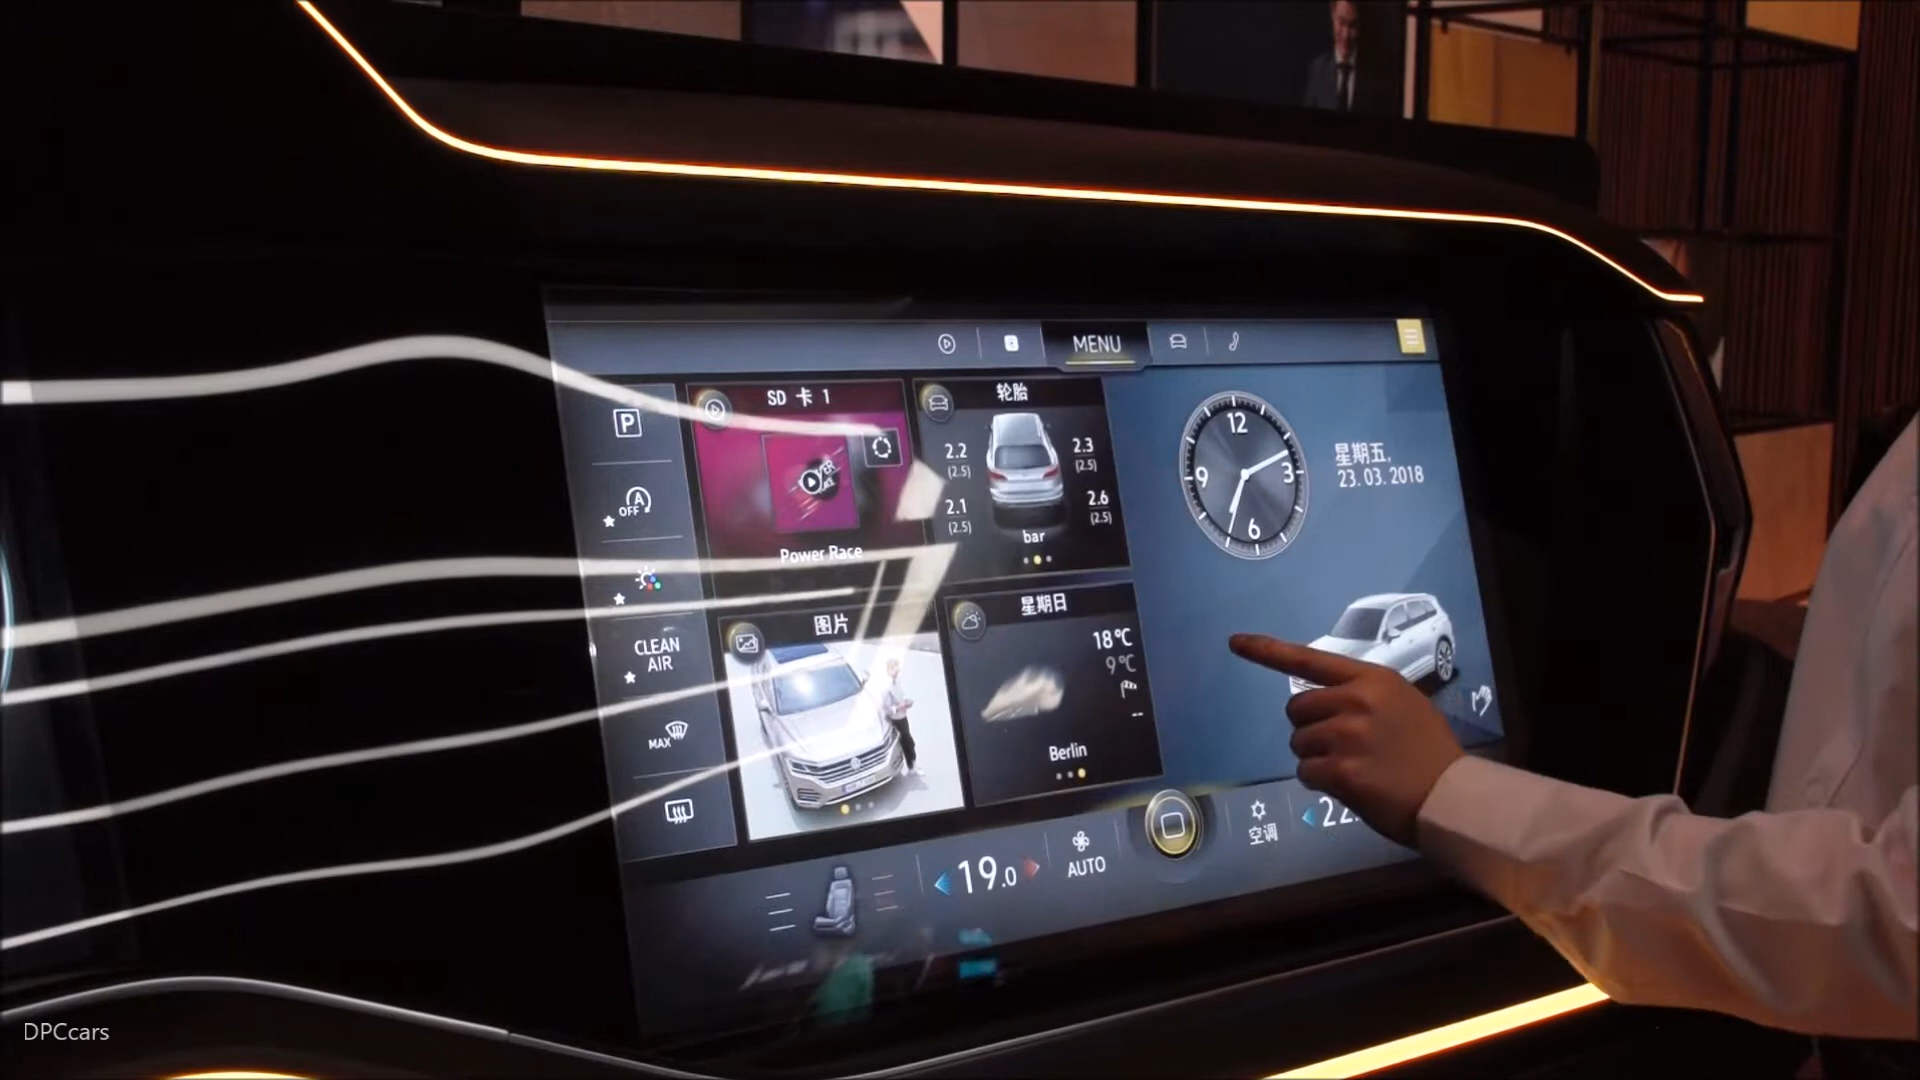 MENU
SD 卡 1
Power Race
轮胎
2.2
(2.5)
2.3
(2.5)
2.1
(2.5)
2.6
(2.5)
bar
12
3
6
9
星期五,
23. 03. 2018
P
A
OFF
CLEAN
AIR
MAX
图片
星期日
18°C
9°C
--
Berlin
19.0
AUTO
空调
22.
DPCcars